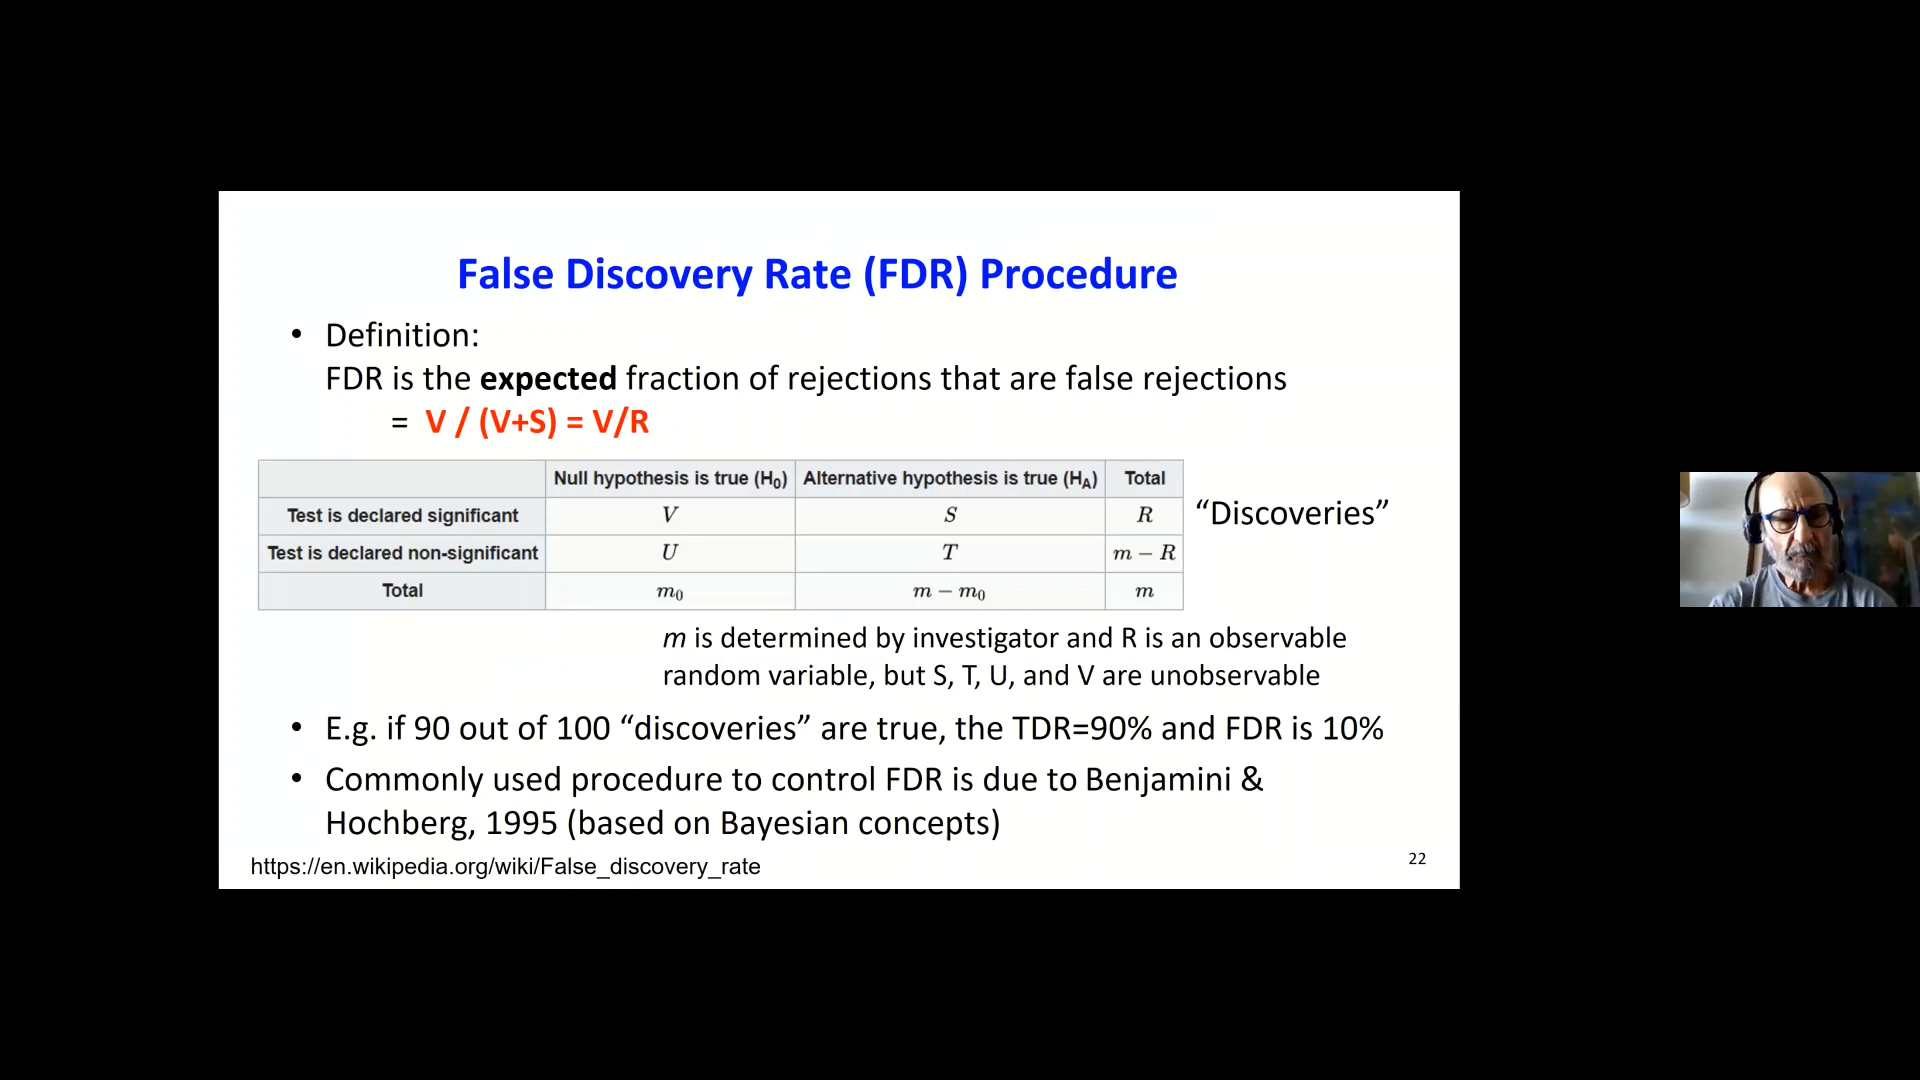 False Discovery Rate (FDR) Procedure
• Definition:
FDR is the expected fraction of rejections that are false rejections
= V / (V+S) = V/R
Null hypothesis is true (H₀) Alternative hypothesis is true (Hₐ) Total
Test is declared significant V S R “Discoveries”
Test is declared non-significant U T m − R
Total m₀ m − m₀ m
m is determined by investigator and R is an observable
random variable, but S, T, U, and V are unobservable
• E.g. if 90 out of 100 “discoveries” are true, the TDR=90% and FDR is 10%
• Commonly used procedure to control FDR is due to Benjamini &
Hochberg, 1995 (based on Bayesian concepts)
https://en.wikipedia.org/wiki/False_discovery_rate
22